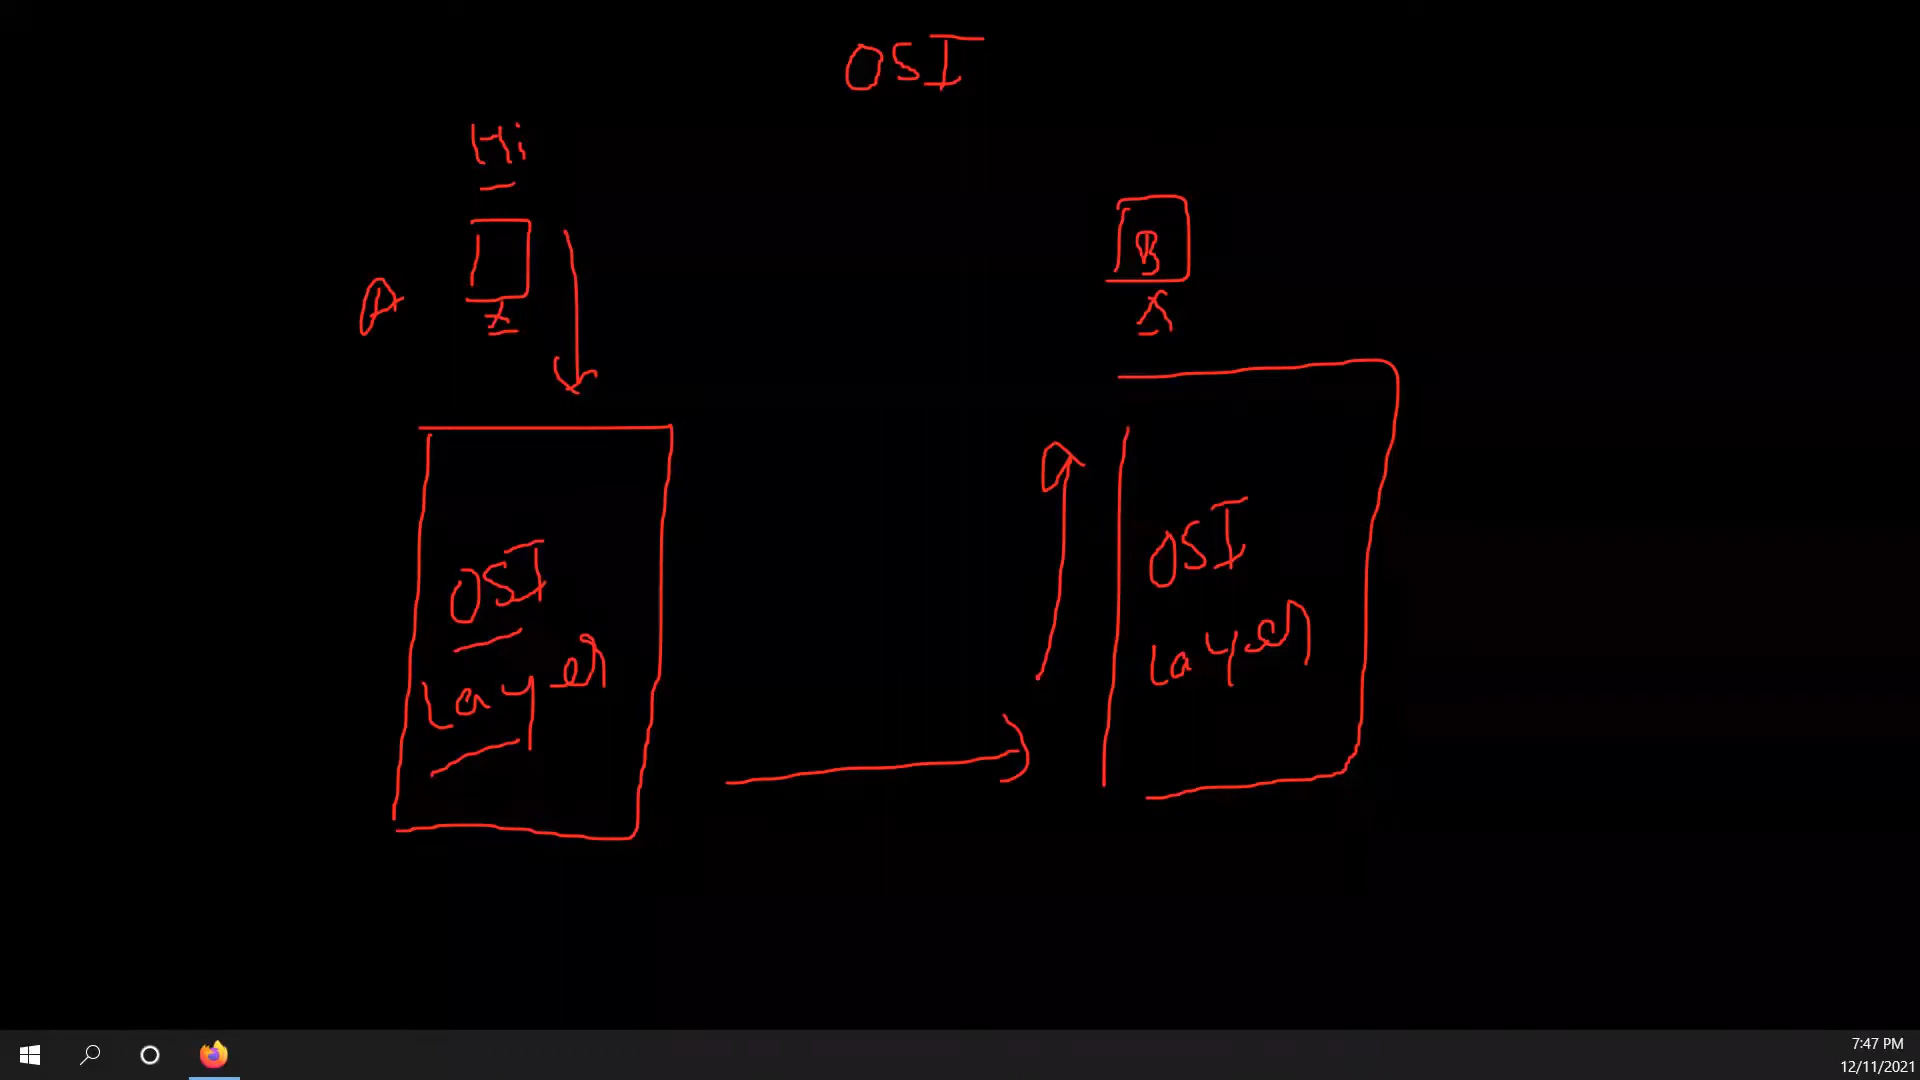 OSI
Hi
A
B
OSI
Layer
OSI
Layer
7:47 PM
12/11/2021